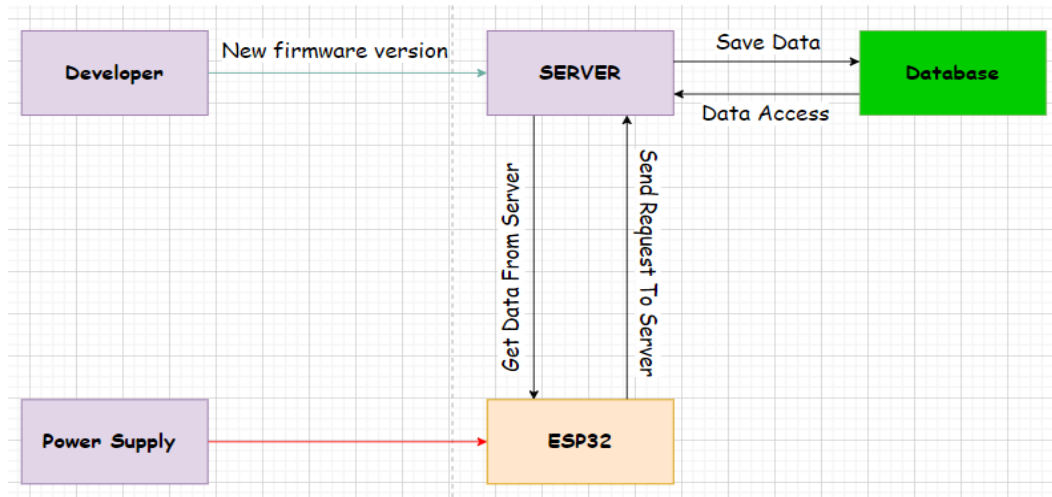 New firmware version
Save Data
Developer
SERVER
Database
Data Access
Get Data From Server
Send Request To Server
Power Supply
ESP32